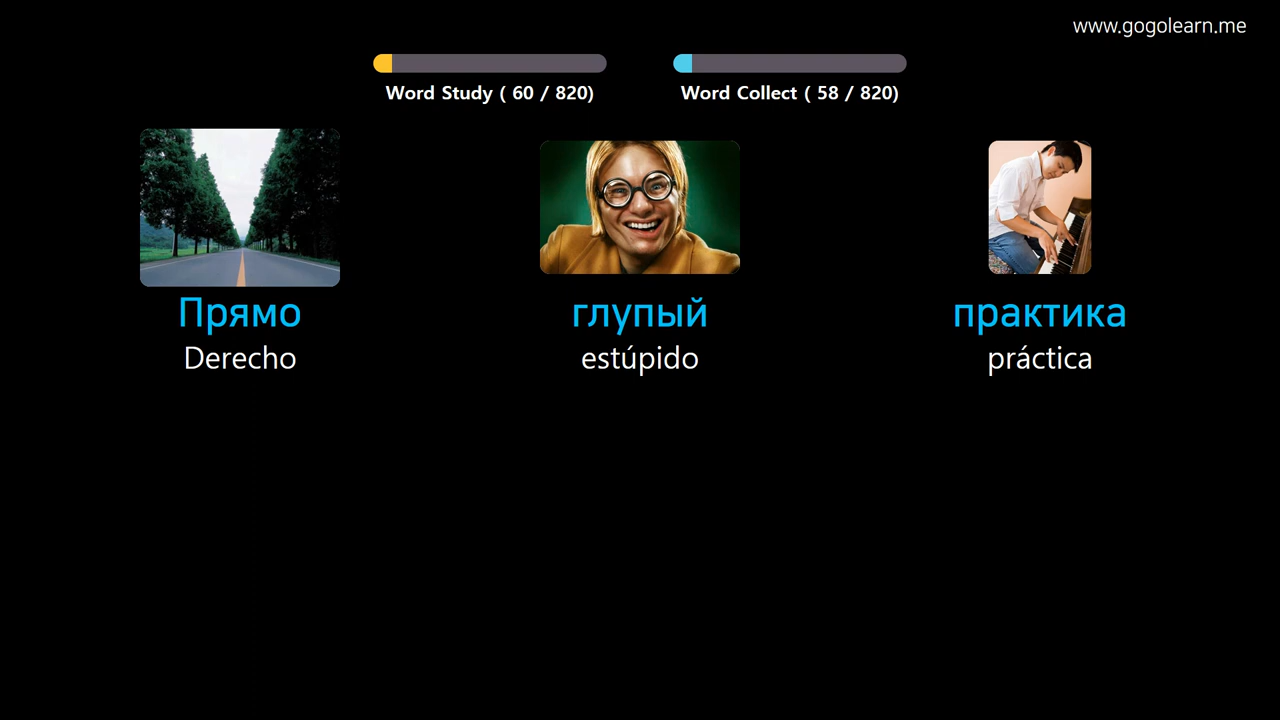 www.gogolearn.me
Word Study ( 60 / 820)
Word Collect ( 58 / 820)
Прямо
Derecho
глупый
estúpido
практика
práctica